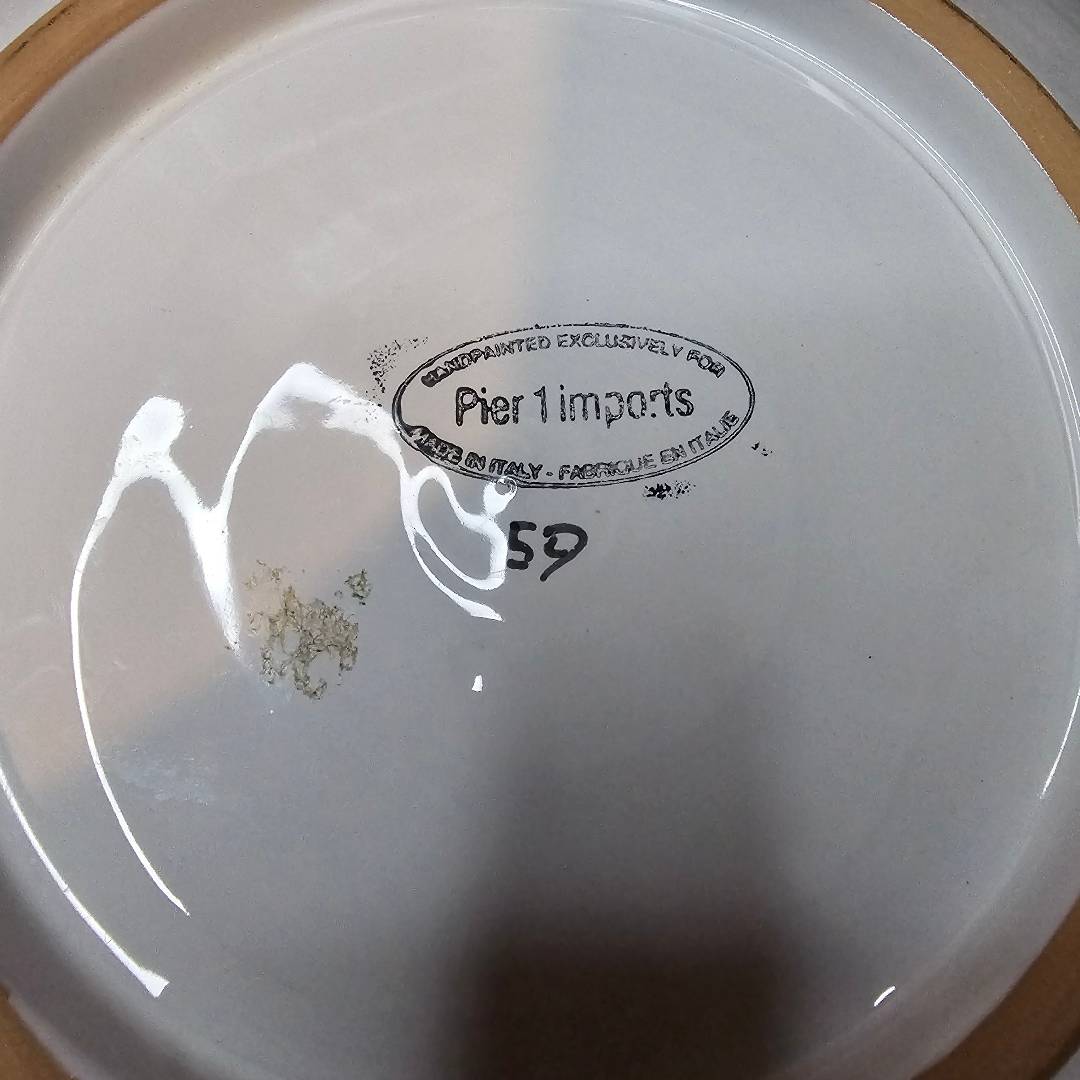 HANDPAINTED EXCLUSIVELY FOR
Pier 1 imports
MADE IN ITALY - FABRIQUE EN ITALIE
59